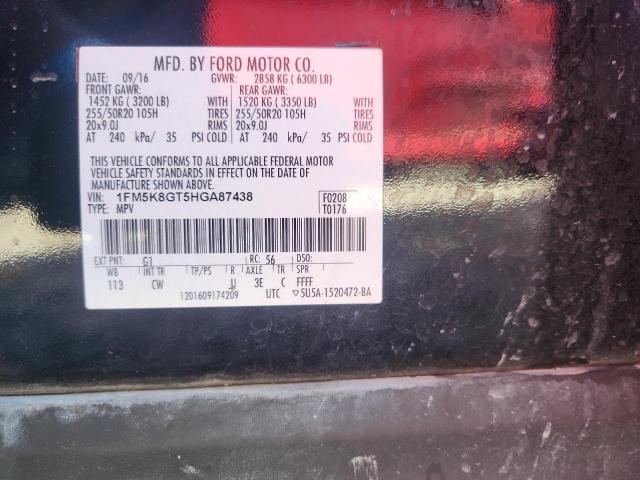 MFD. BY FORD MOTOR CO.
DATE: 09/16 GVWR: 2858 KG ( 6300 LB)
FRONT GAWR: REAR GAWR:
1452 KG ( 3200 LB) WITH 1520 KG ( 3350 LB) WITH
255/50R20 105H TIRES 255/50R20 105H TIRES
20x9.0J RIMS 20x9.0J RIMS
AT 240 kPa/ 35 PSI COLD AT 240 kPa/ 35 PSI COLD
THIS VEHICLE CONFORMS TO ALL APPLICABLE FEDERAL MOTOR
VEHICLE SAFETY STANDARDS IN EFFECT ON THE DATE OF
MANUFACTURE SHOWN ABOVE.
VIN: 1FM5K8GT5HGA87438 F0208
TYPE: MPV T0176
EXT PNT: G1 RC: 56 DSO:
WB INT TR TP/PS R AXLE TR SPR
113 CW U 3E C FFFF
1201609174209 UTC ▽5U5A-1520472-BA